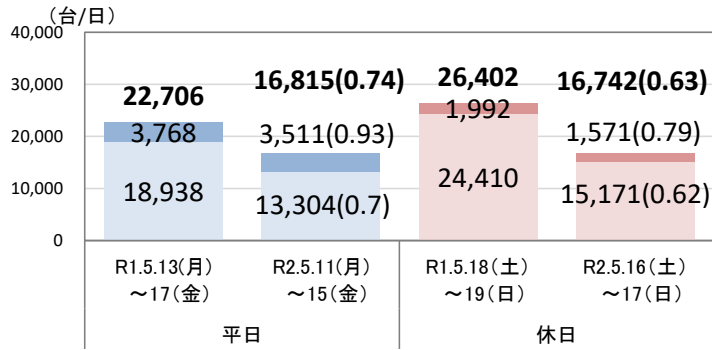 （台/日）
40,000
30,000
20,000
10,000
0
22,706
3,768
18,938
16,815(0.74)
3,511(0.93)
13,304(0.7)
26,402
1,992
24,410
16,742(0.63)
1,571(0.79)
15,171(0.62)
R1.5.13(月)
～17(金)
R2.5.11(月)
～15(金)
R1.5.18(土)
～19(日)
R2.5.16(土)
～17(日)
平日
休日